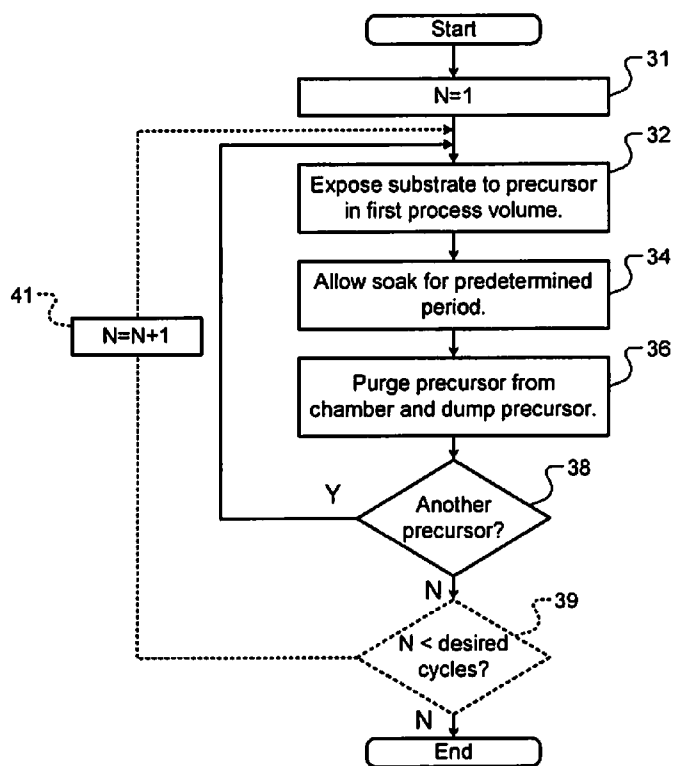 Start
31
N=1
32
Expose substrate to precursor
in first process volume.
34
Allow soak for predetermined
period.
41
N=N+1
36
Purge precursor from
chamber and dump precursor.
38
Y
Another
precursor?
N
39
N < desired
cycles?
N
End